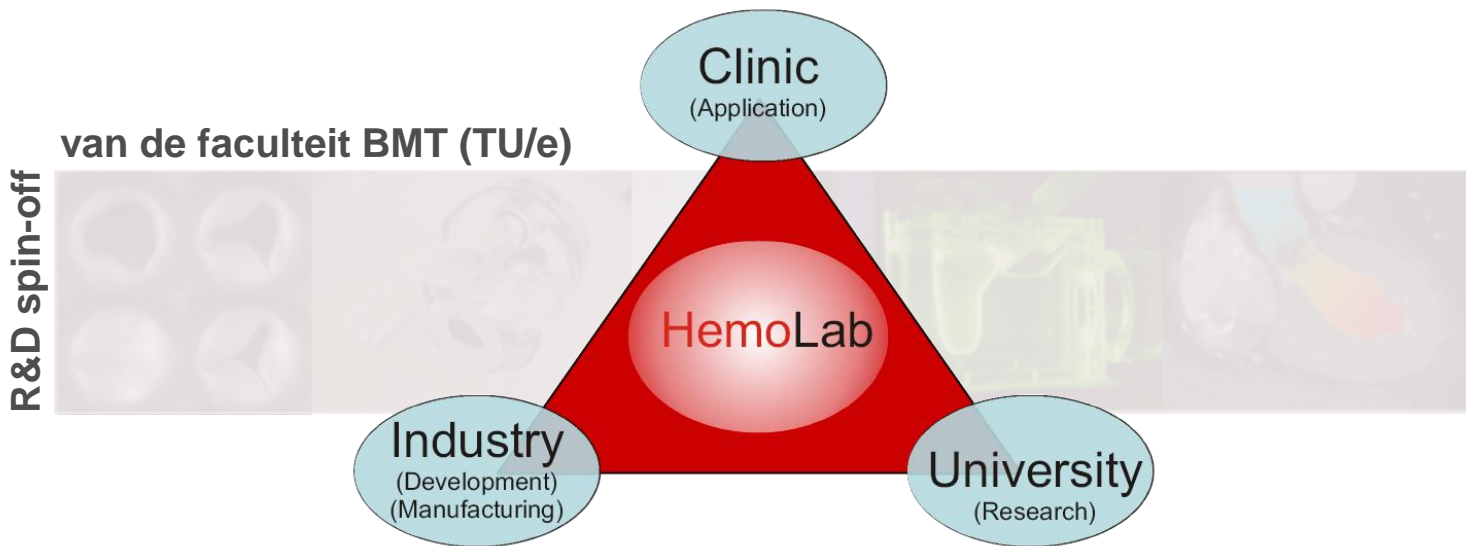 Clinic
(Application)
van de faculteit BMT (TU/e)
R&D spin-off
HemoLab
Industry
(Development)
(Manufacturing)
University
(Research)